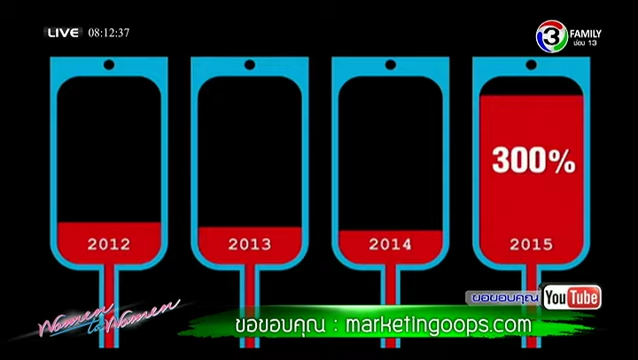 LIVE 08:12:37
3 FAMILY
ช่อง 13
300%
2012 2013 2014 2015
ขอขอบคุณ YouTube
Women to Women
ขอขอบคุณ : marketingoops.com